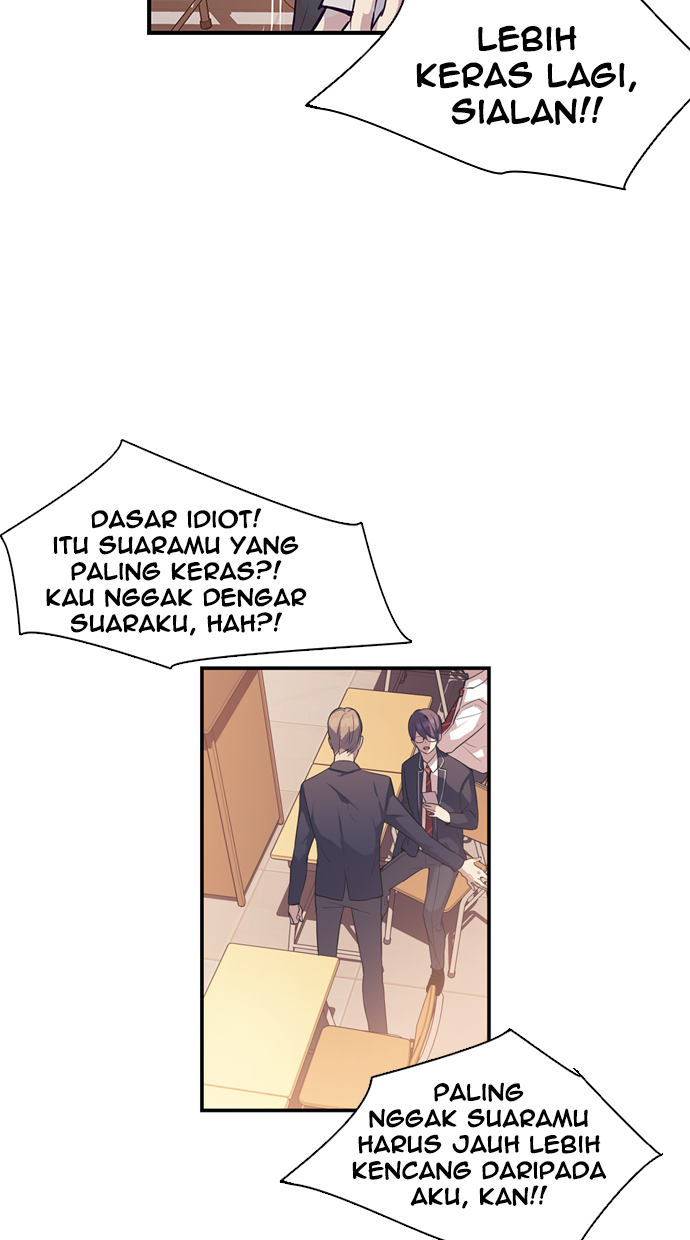 LEBIH
KERAS LAGI,
SIALAN!!
DASAR IDIOT!
ITU SUARAMU YANG
PALING KERAS?!
KAU NGGAK DENGAR
SUARAKU, HAH?!
PALING
NGGAK SUARAMU
HARUS JAUH LEBIH
KENCANG DARIPADA
AKU, KAN!!